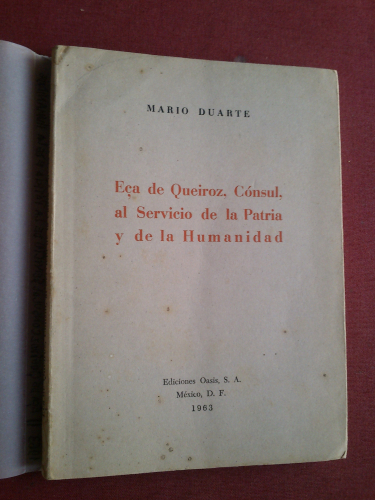 MARIO DUARTE
Eça de Queiroz, Cónsul,
al Servicio de la Patria
y de la Humanidad
Ediciones Oasis, S. A.
México, D. F.
1963